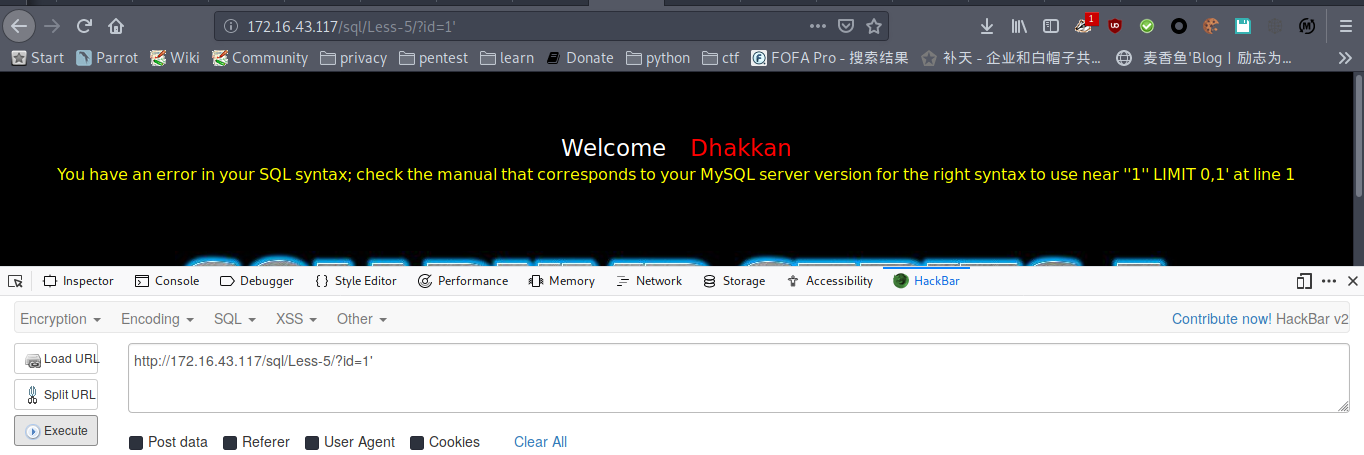 172.16.43.117/sql/Less-5/?id=1'
1
Start Parrot Wiki Community privacy pentest learn Donate python ctf FOFA Pro - 搜索结果 补天 - 企业和白帽子共... 麦香鱼'Blog | 励志为...
Welcome Dhakkan
You have an error in your SQL syntax; check the manual that corresponds to your MySQL server version for the right syntax to use near ''1'' LIMIT 0,1' at line 1
Inspector Console Debugger Style Editor Performance Memory Network Storage Accessibility HackBar
Encryption Encoding SQL XSS Other Contribute now! HackBar v2
Load URL http://172.16.43.117/sql/Less-5/?id=1'
Split URL
Execute
Post data Referer User Agent Cookies Clear All